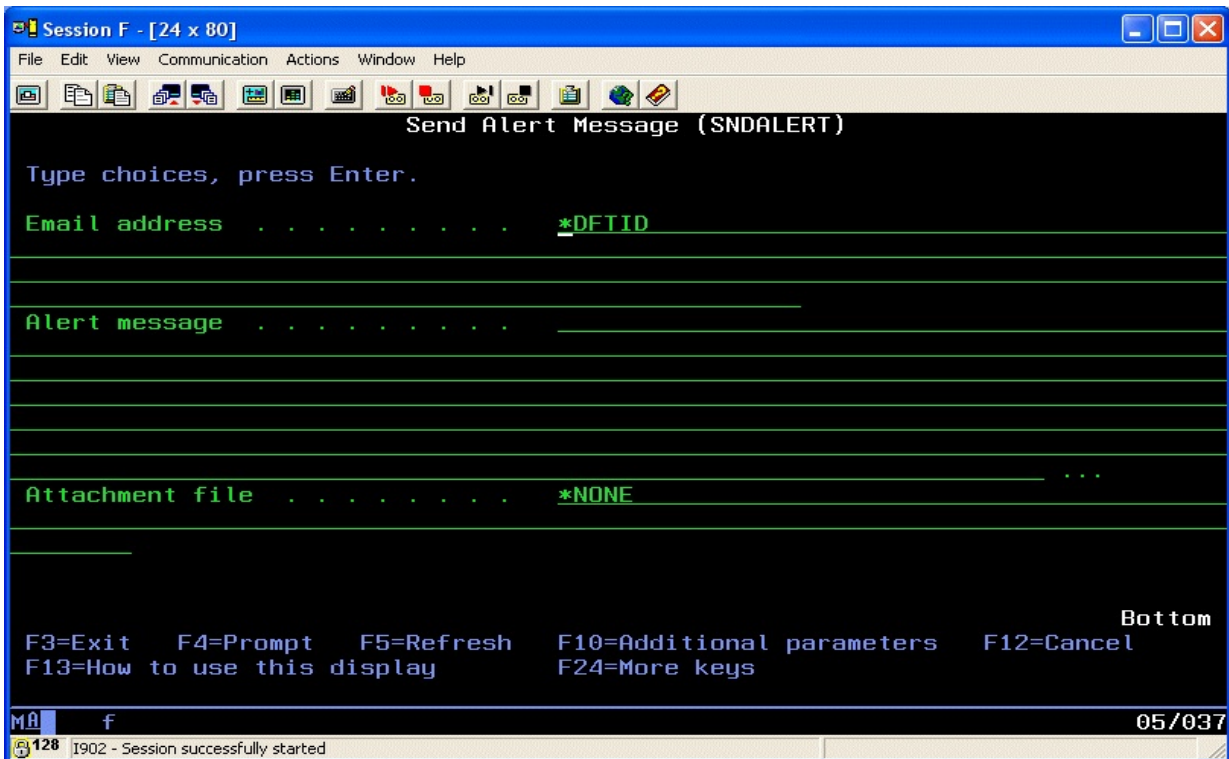 Session F - [24 x 80]
File Edit View Communication Actions Window Help
Send Alert Message (SNDALERT)
Type choices, press Enter.
Email address . . . . . . . . . *DFTID
Alert message . . . . . . . . .
...
Attachment file . . . . . . . . *NONE
Bottom
F3=Exit F4=Prompt F5=Refresh F10=Additional parameters F12=Cancel
F13=How to use this display F24=More keys
MA f 05/037
128 I902 - Session successfully started